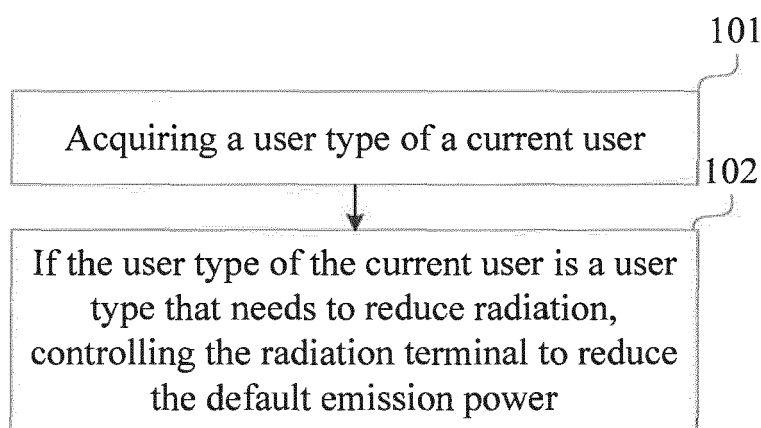 101
Acquiring a user type of a current user
102
If the user type of the current user is a user
type that needs to reduce radiation,
controlling the radiation terminal to reduce
the default emission power